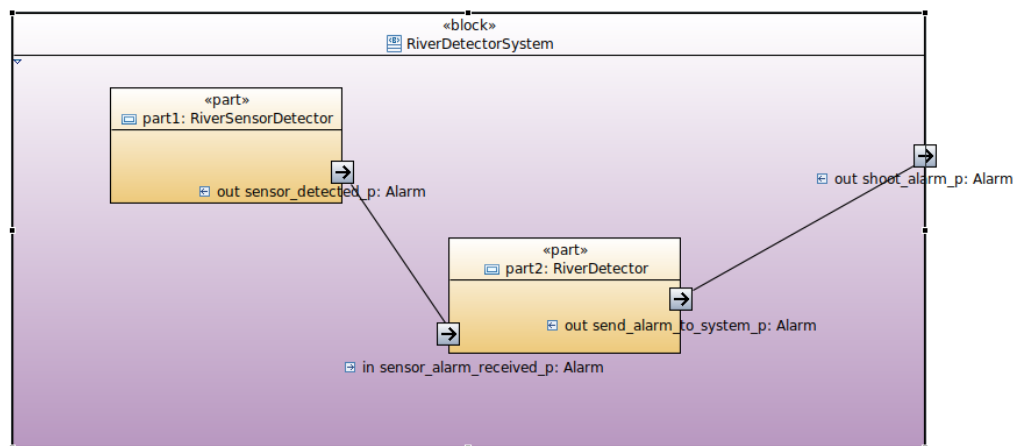 «block»
RiverDetectorSystem
«part»
part1: RiverSensorDetector
out sensor_detected_p: Alarm
out shoot_alarm_p: Alarm
«part»
part2: RiverDetector
out send_alarm_to_system_p: Alarm
in sensor_alarm_received_p: Alarm